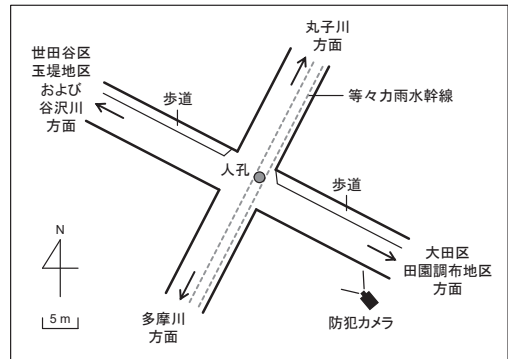 丸子川
方面
世田谷区
玉堤地区
および
谷沢川
方面
歩道
等々力雨水幹線
人孔
歩道
N
5 m
大田区
田園調布地区
方面
多摩川
方面
防犯カメラ